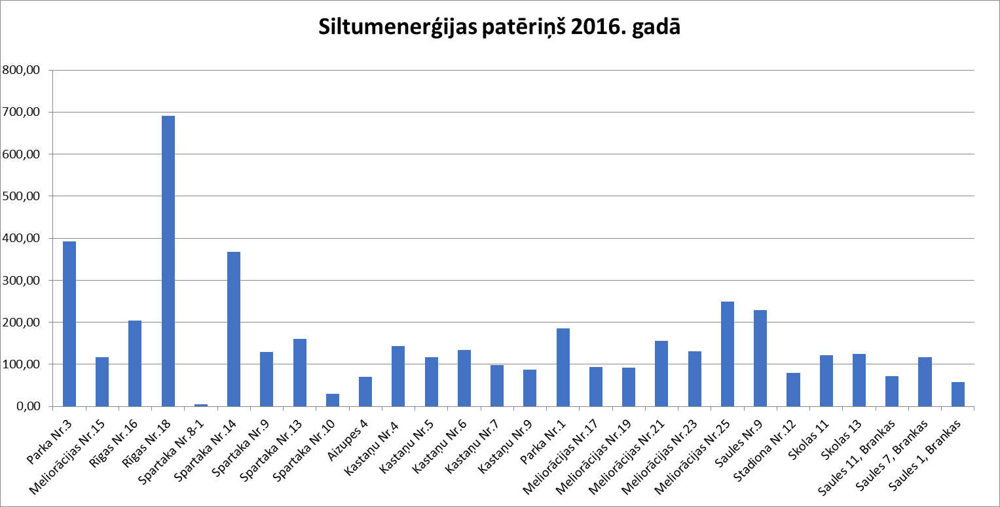 Siltumenerģijas patēriņš 2016. gadā
800,00
700,00
600,00
500,00
400,00
300,00
200,00
100,00
0,00
Parka Nr.3
Meliorācijas Nr.15
Rīgas Nr.16
Rīgas Nr.18
Spartaka Nr.8-1
Spartaka Nr.14
Spartaka Nr.9
Spartaka Nr.13
Spartaka Nr.10
Aizupes 4
Kastaņu Nr.4
Kastaņu Nr.5
Kastaņu Nr.6
Kastaņu Nr.7
Kastaņu Nr.9
Parka Nr.1
Meliorācijas Nr.17
Meliorācijas Nr.19
Meliorācijas Nr.21
Meliorācijas Nr.23
Meliorācijas Nr.25
Saules Nr.9
Stadiona Nr.12
Skolas 11
Skolas 13
Saules 11, Brankas
Saules 7, Brankas
Saules 1, Brankas